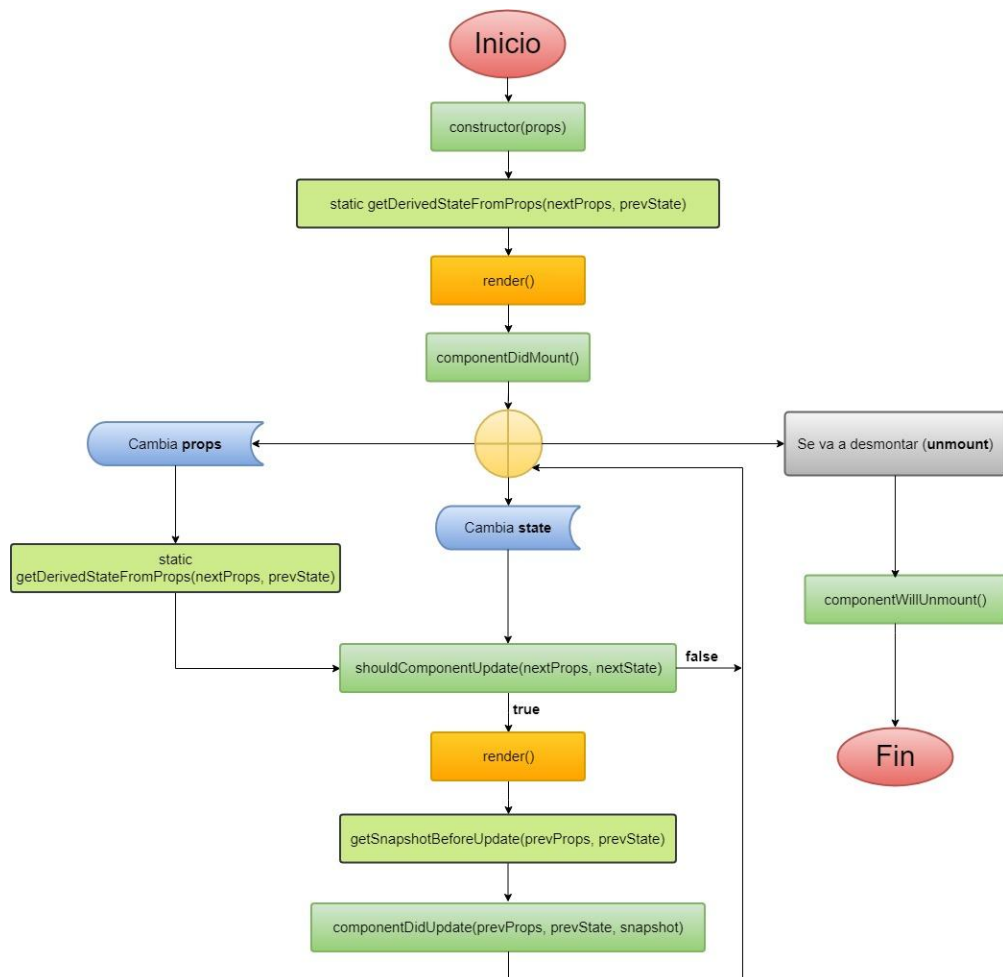 Inicio
constructor(props)
static getDerivedStateFromProps(nextProps, prevState)
render()
componentDidMount()
Cambia props
Se va a desmontar (unmount)
Cambia state
static
getDerivedStateFromProps(nextProps, prevState)
componentWillUnmount()
shouldComponentUpdate(nextProps, nextState)
false
true
render()
Fin
getSnapshotBeforeUpdate(prevProps, prevState)
componentDidUpdate(prevProps, prevState, snapshot)